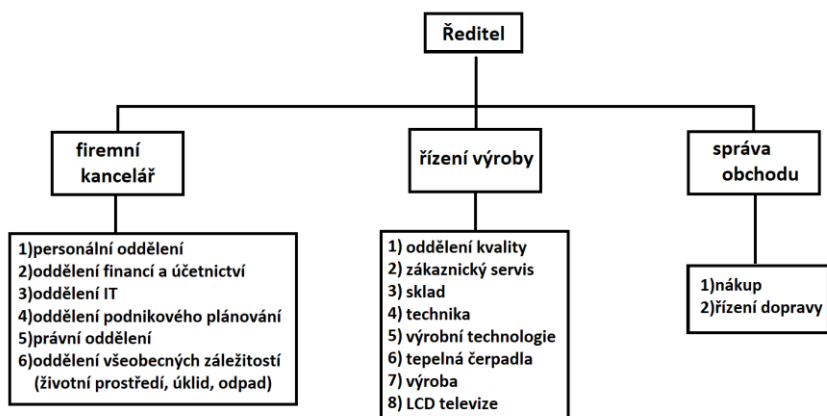 Ředitel
firemní
kancelář
řízení výroby
správa
obchodu
1)personální oddělení
2)oddělení financí a účetnictví
3)oddělení IT
4)oddělení podnikového plánování
5)právní oddělení
6)oddělení všeobecných záležitostí
(životní prostředí, úklid, odpad)
1) oddělení kvality
2) zákaznický servis
3) sklad
4) technika
5) výrobní technologie
6) tepelná čerpadla
7) výroba
8) LCD televize
1)nákup
2)řízení dopravy